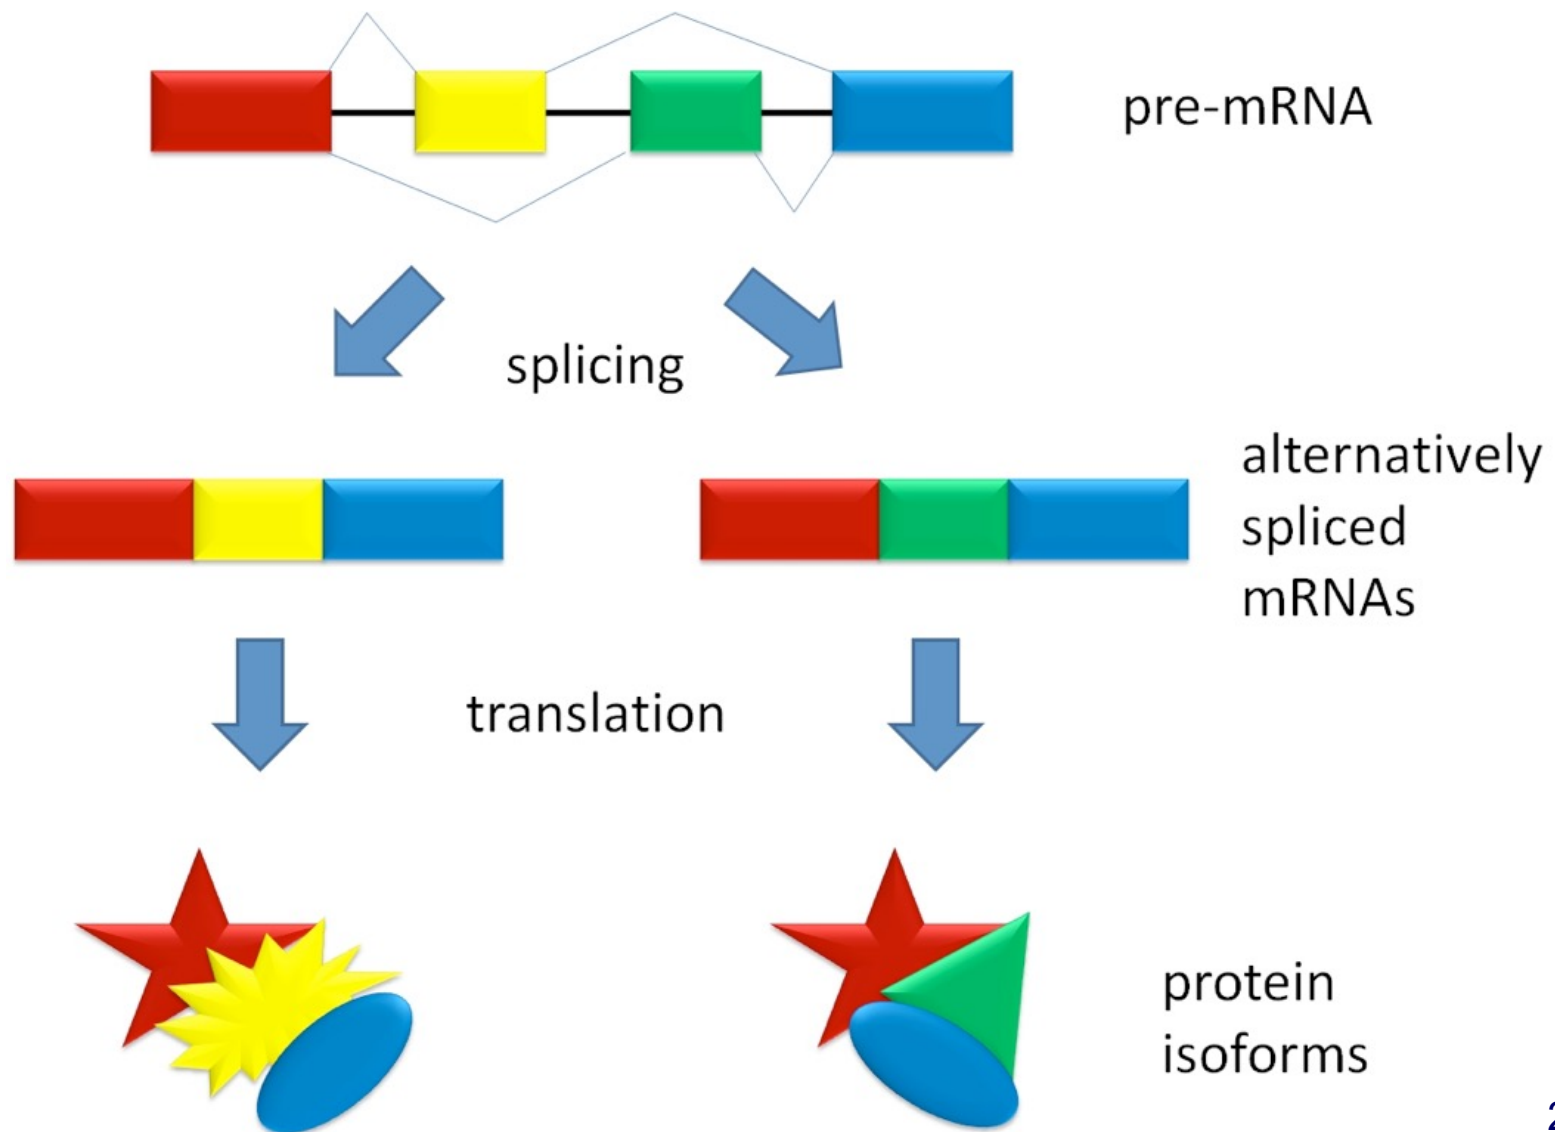 pre-mRNA
splicing
alternatively
spliced
mRNAs
translation
protein
isoforms